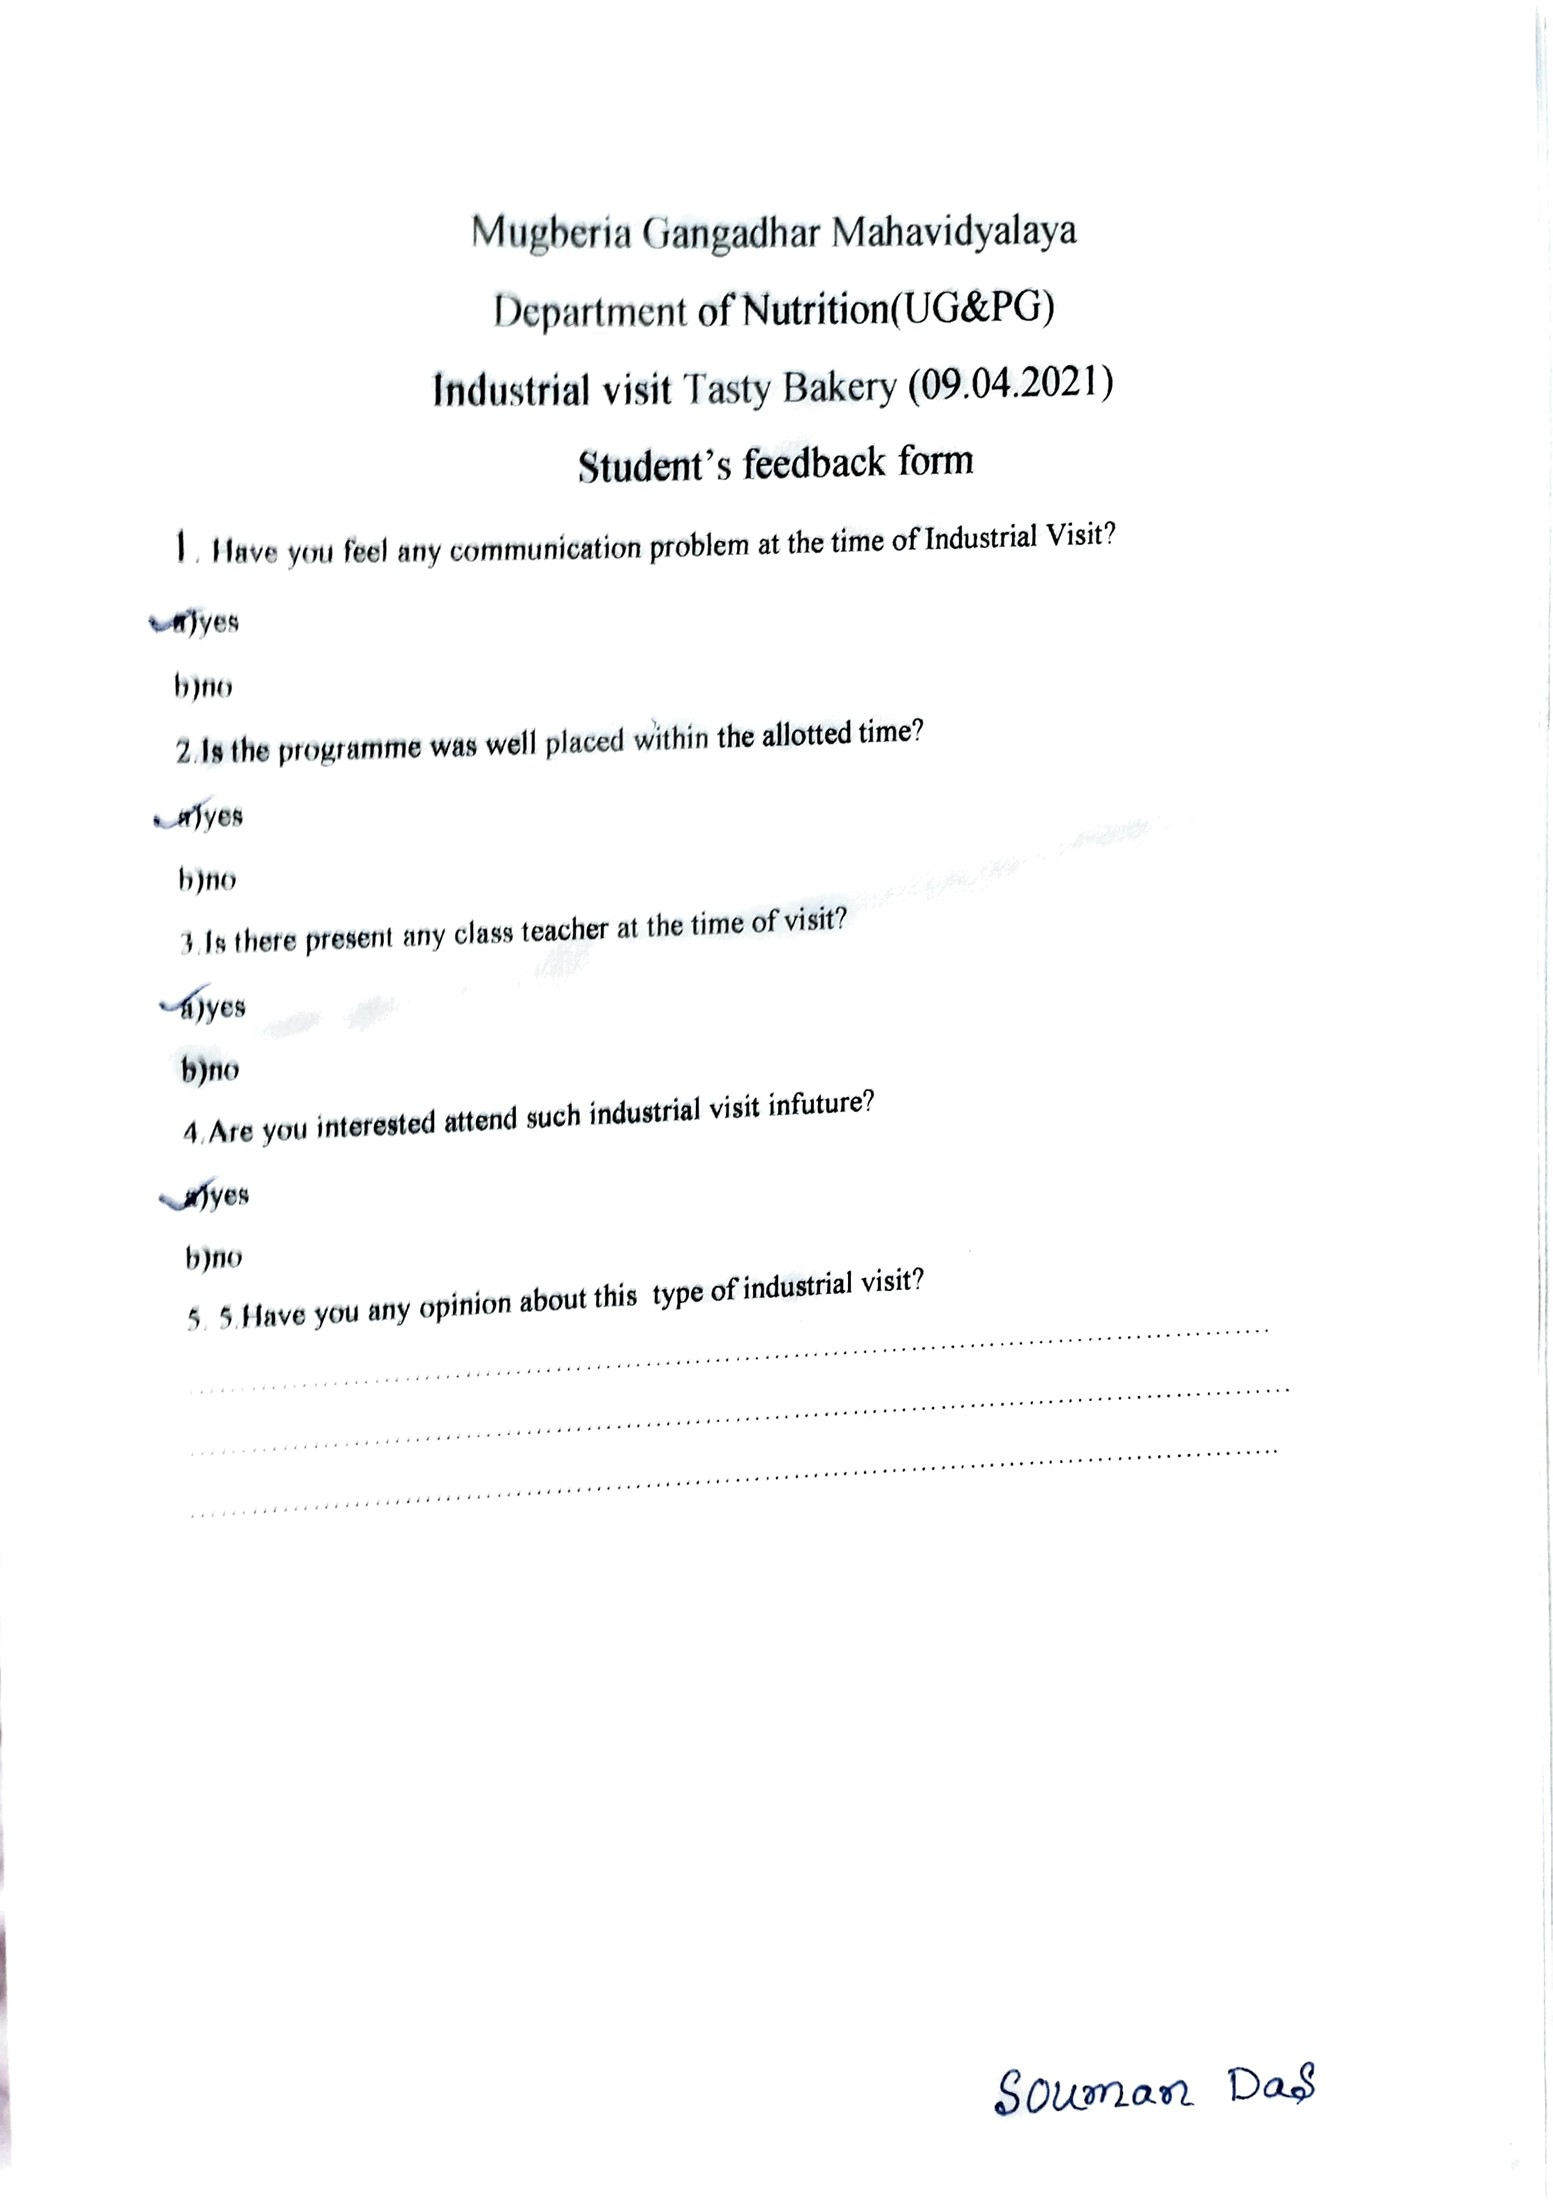 Mugberia Gangadhar Mahavidyalaya
Department of Nutrition(UG&PG)
Industrial visit Tasty Bakery (09.04.2021)
Student's feedback form
1. Have you feel any communication problem at the time of Industrial Visit?
a)yes
b)no
2.Is the programme was well placed within the allotted time?
a)yes
b)no
3.Is there present any class teacher at the time of visit?
a)yes
b)no
4.Are you interested attend such industrial visit infuture?
a)yes
b)no
5. 5.Have you any opinion about this type of industrial visit?
Souman Das